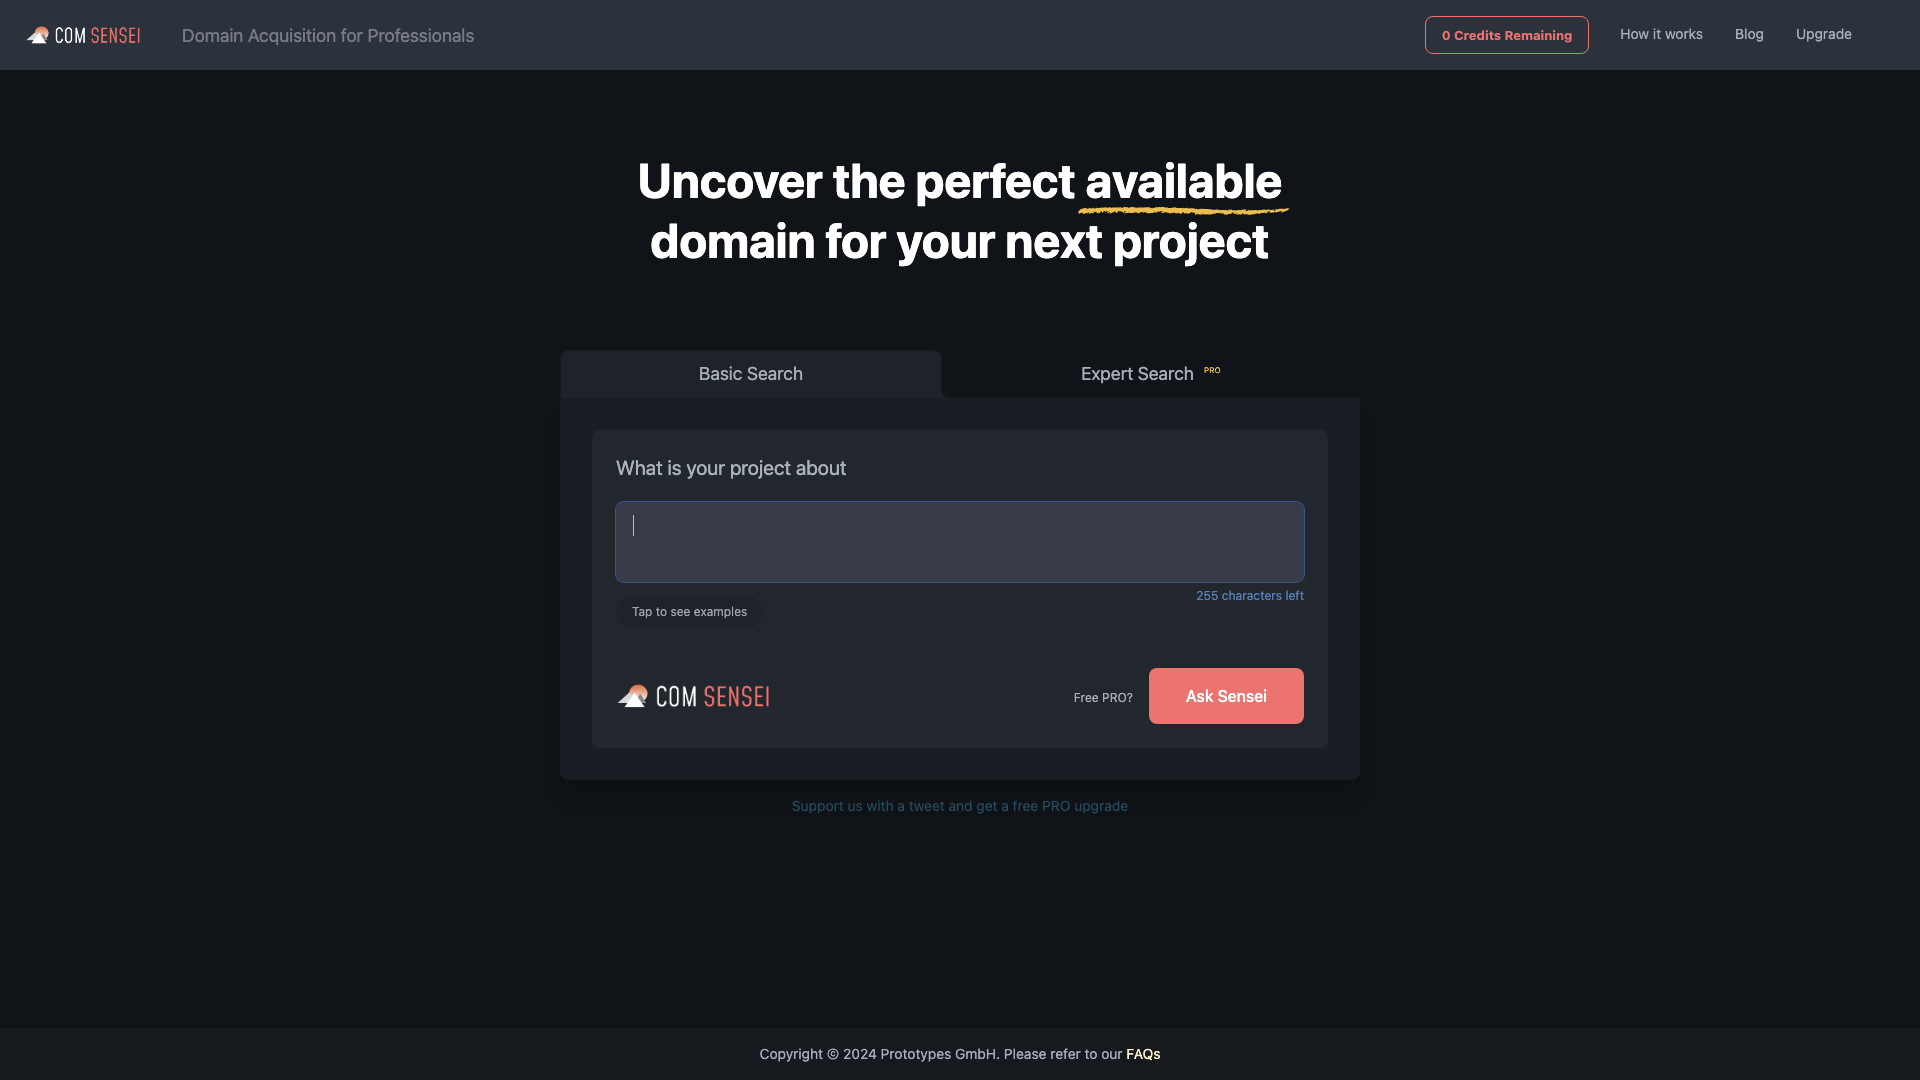 COM SENSEI
Domain Acquisition for Professionals
0 Credits Remaining
How it works
Blog
Upgrade
Uncover the perfect available
domain for your next project
Basic Search
Expert Search PRO
What is your project about
255 characters left
Tap to see examples
COM SENSEI
Free PRO?
Ask Sensei
Support us with a tweet and get a free PRO upgrade
Copyright © 2024 Prototypes GmbH. Please refer to our FAQs